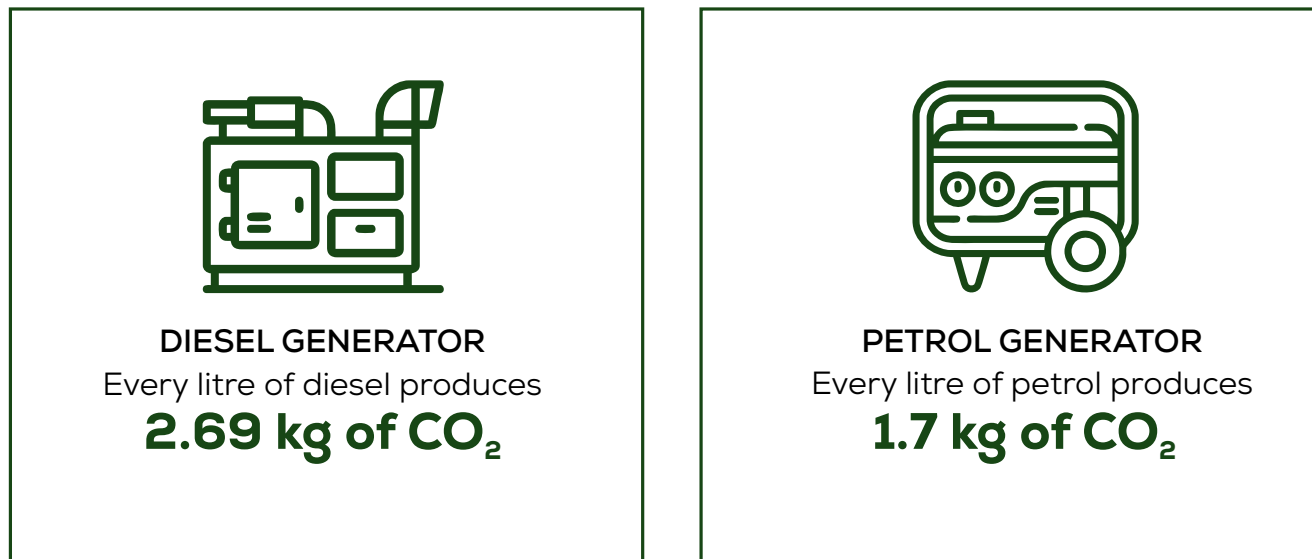 DIESEL GENERATOR
Every litre of diesel produces
2.69 kg of CO₂
PETROL GENERATOR
Every litre of petrol produces
1.7 kg of CO₂